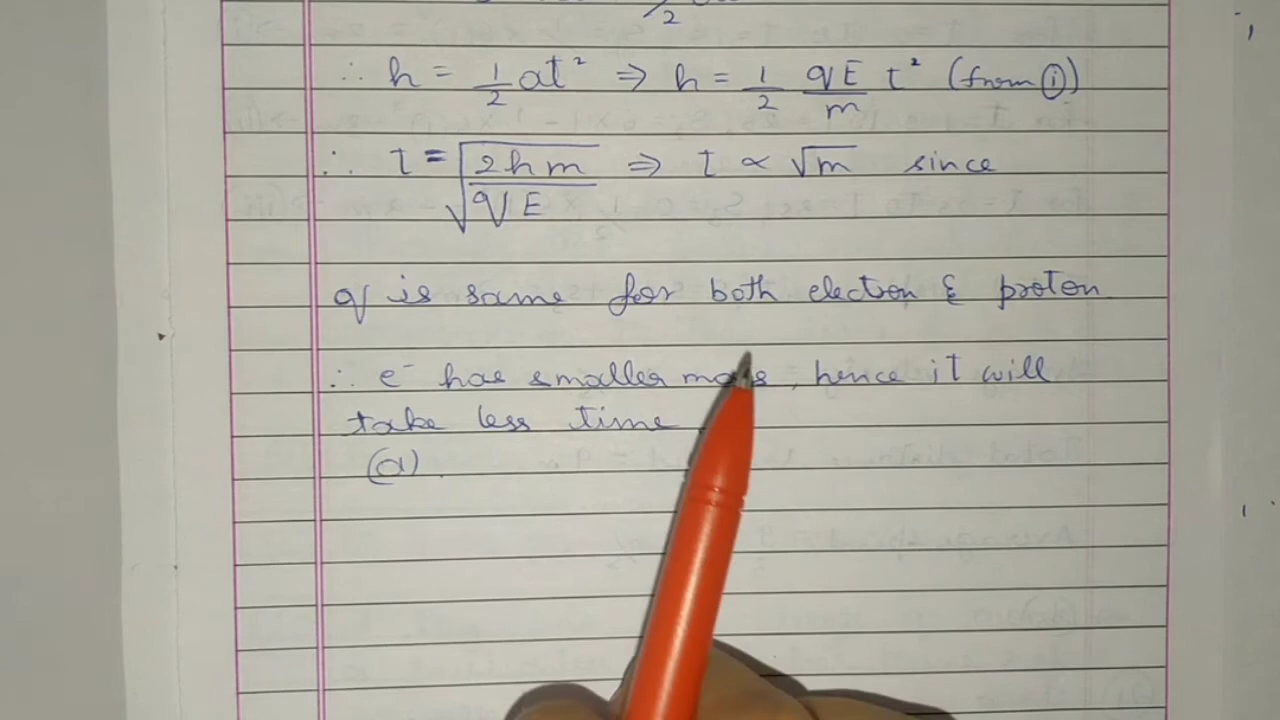 ∴ h = 1/2 at² ⇒ h = 1/2 qE/m t² (from ①)
∴ t = √(2hm/qE) ⇒ t ∝ √m since
q is same for both electron & proton
∴ e⁻ has smaller mass, hence it will
take less time
(a).